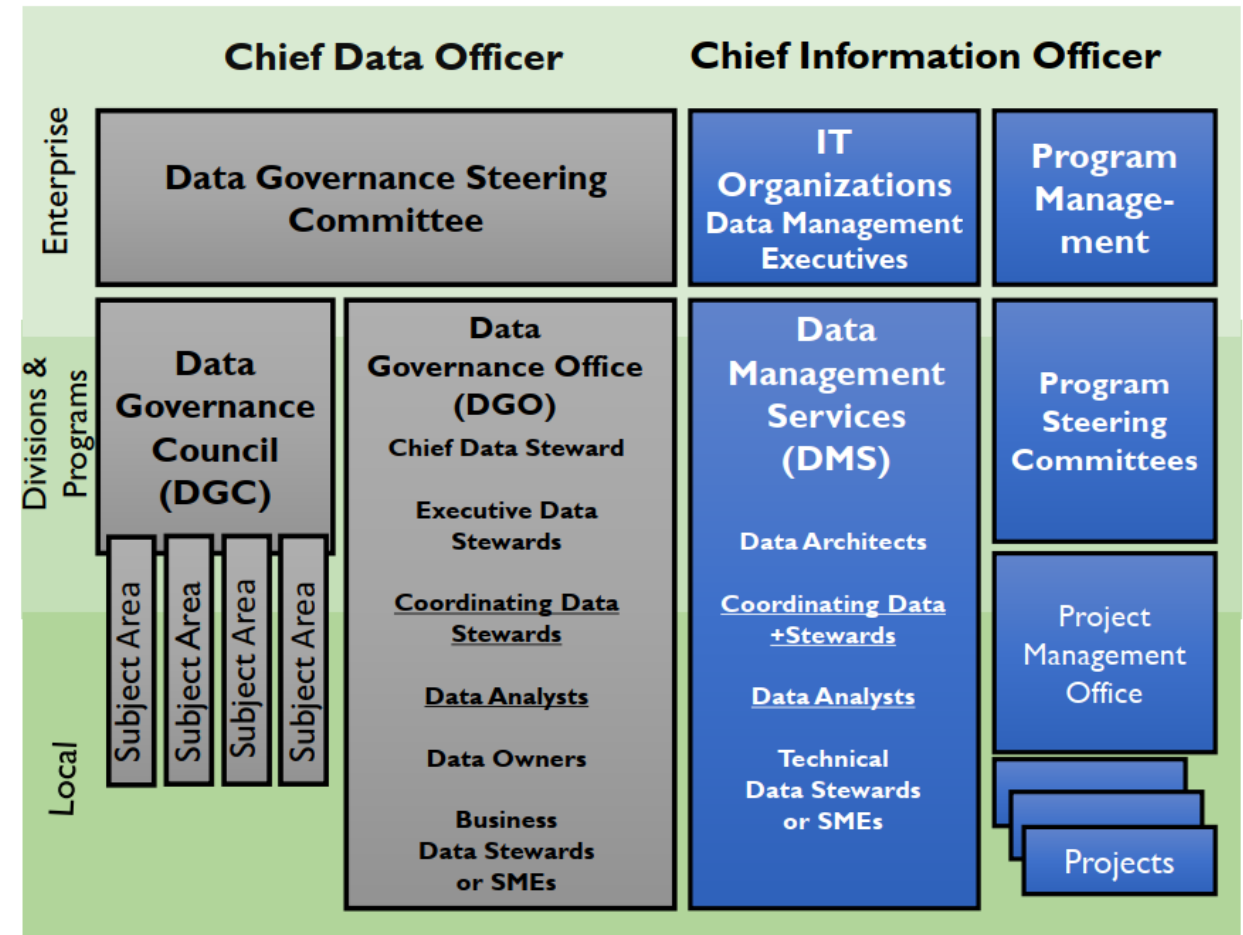 Chief Data Officer
Chief Information Officer
Enterprise
Data Governance Steering
Committee
IT
Organizations
Data Management
Executives
Program
Manage-
ment
Divisions &
Programs
Data
Governance
Council
(DGC)
Data
Governance Office
(DGO)
Chief Data Steward
Executive Data
Stewards
Coordinating Data
Stewards
Data Analysts
Data Owners
Business
Data Stewards
or SMEs
Data
Management
Services
(DMS)
Data Architects
Coordinating Data
+Stewards
Data Analysts
Technical
Data Stewards
or SMEs
Program
Steering
Committees
Local
Subject Area
Subject Area
Subject Area
Subject Area
Project
Management
Office
Projects